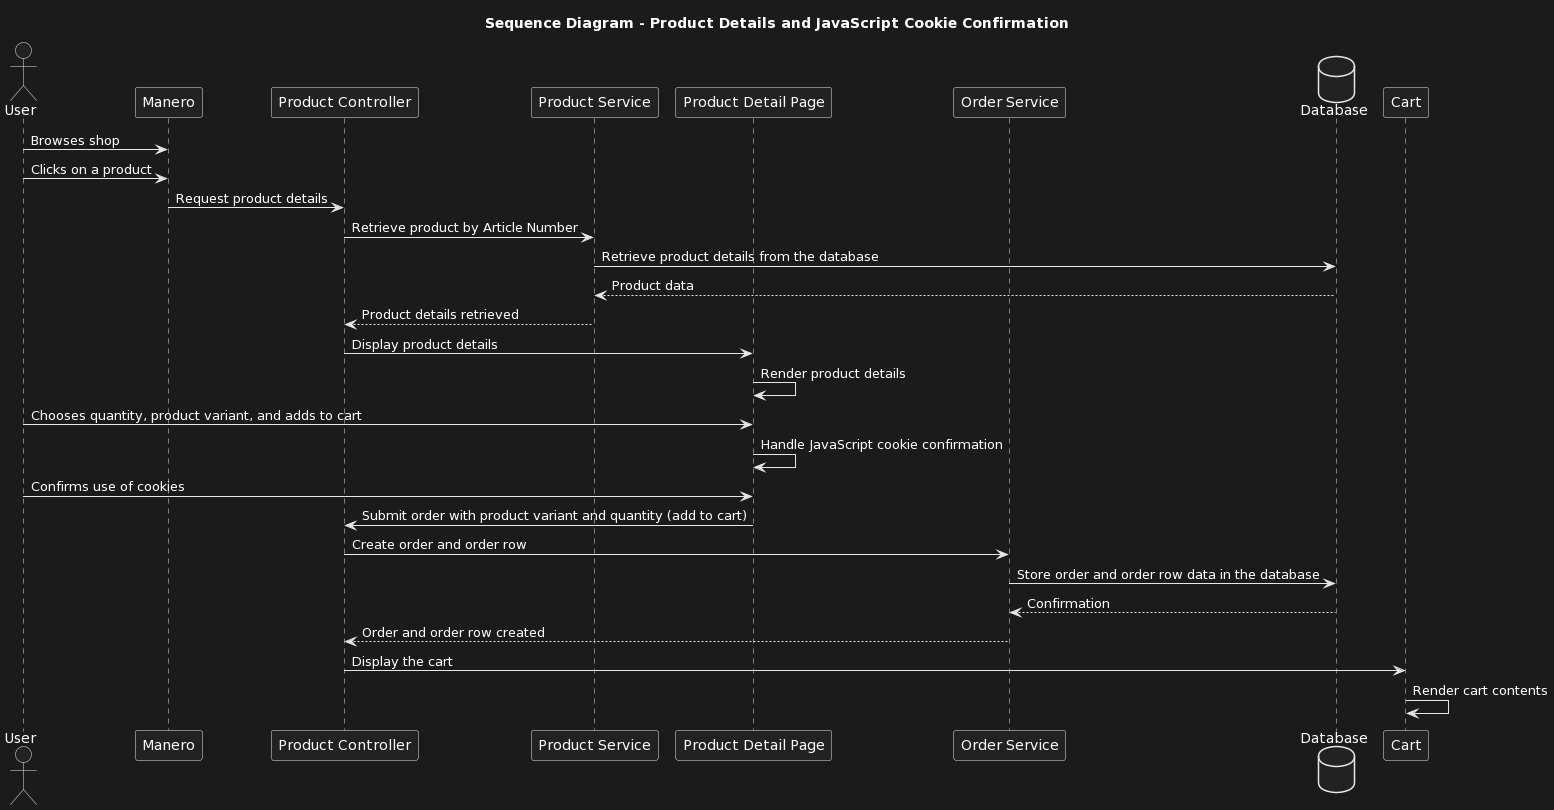 Sequence Diagram - Product Details and JavaScript Cookie Confirmation
User
Manero
Product Controller
Product Service
Product Detail Page
Order Service
Database
Cart
Browses shop
Clicks on a product
Request product details
Retrieve product by Article Number
Retrieve product details from the database
Product data
Product details retrieved
Display product details
Render product details
Chooses quantity, product variant, and adds to cart
Handle JavaScript cookie confirmation
Confirms use of cookies
Submit order with product variant and quantity (add to cart)
Create order and order row
Store order and order row data in the database
Confirmation
Order and order row created
Display the cart
Render cart contents
User
Manero
Product Controller
Product Service
Product Detail Page
Order Service
Database
Cart